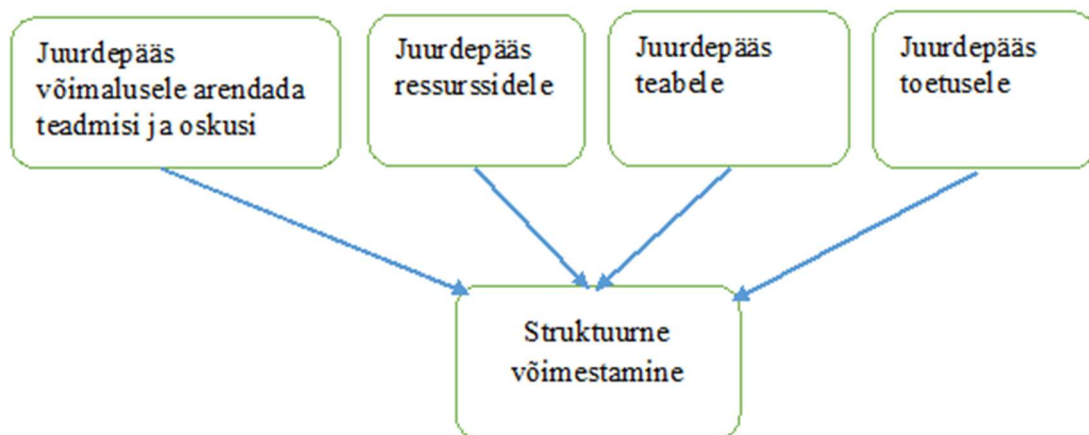 Juurdepääs
võimalusele arendada
teadmisi ja oskusi
Juurdepääs
ressurssidele
Juurdepääs
teabele
Juurdepääs
toetusele
Struktuurne
võimestamine